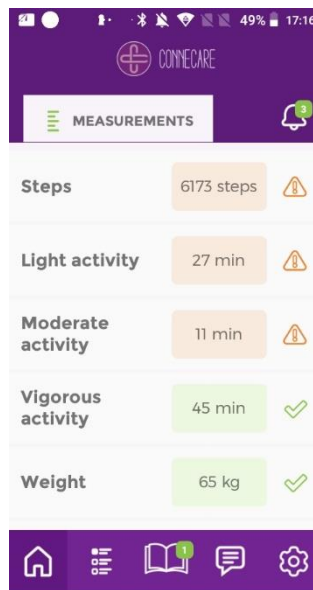 49% 17:16
CONNECARE
MEASUREMENTS
3
Steps 6173 steps
Light activity 27 min
Moderate
activity 11 min
Vigorous
activity 45 min
Weight 65 kg
1